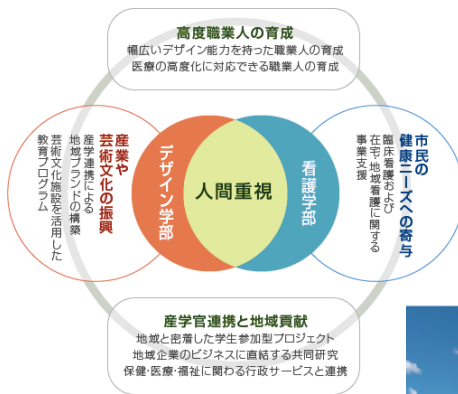 高度職業人の育成
幅広いデザイン能力を持った職業人の育成
医療の高度化に対応できる職業人の育成
産業や
芸術文化の振興
産学連携による
地域ブランドの構築
芸術文化施設を活用した
教育プログラム
デザイン学部
人間重視
看護学部
市民の
健康ニーズへの寄与
臨床看護および
在宅・地域看護に関する
事業支援
産学官連携と地域貢献
地域と密着した学生参加型プロジェクト
地域企業のビジネスに直結する共同研究
保健・医療・福祉に関わる行政サービスと連携